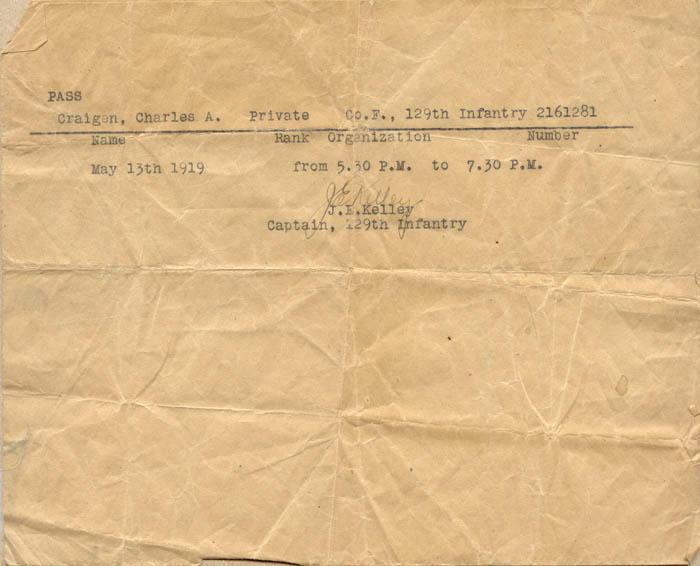 PASS
Craigen, Charles A. Private Co.F., 129th Infantry 2161281
Name Rank Organization Number
May 13th 1919 from 5.30 P.M. to 7.30 P.M.
J E Kelley
J.E.Kelley
Captain, 129th Infantry